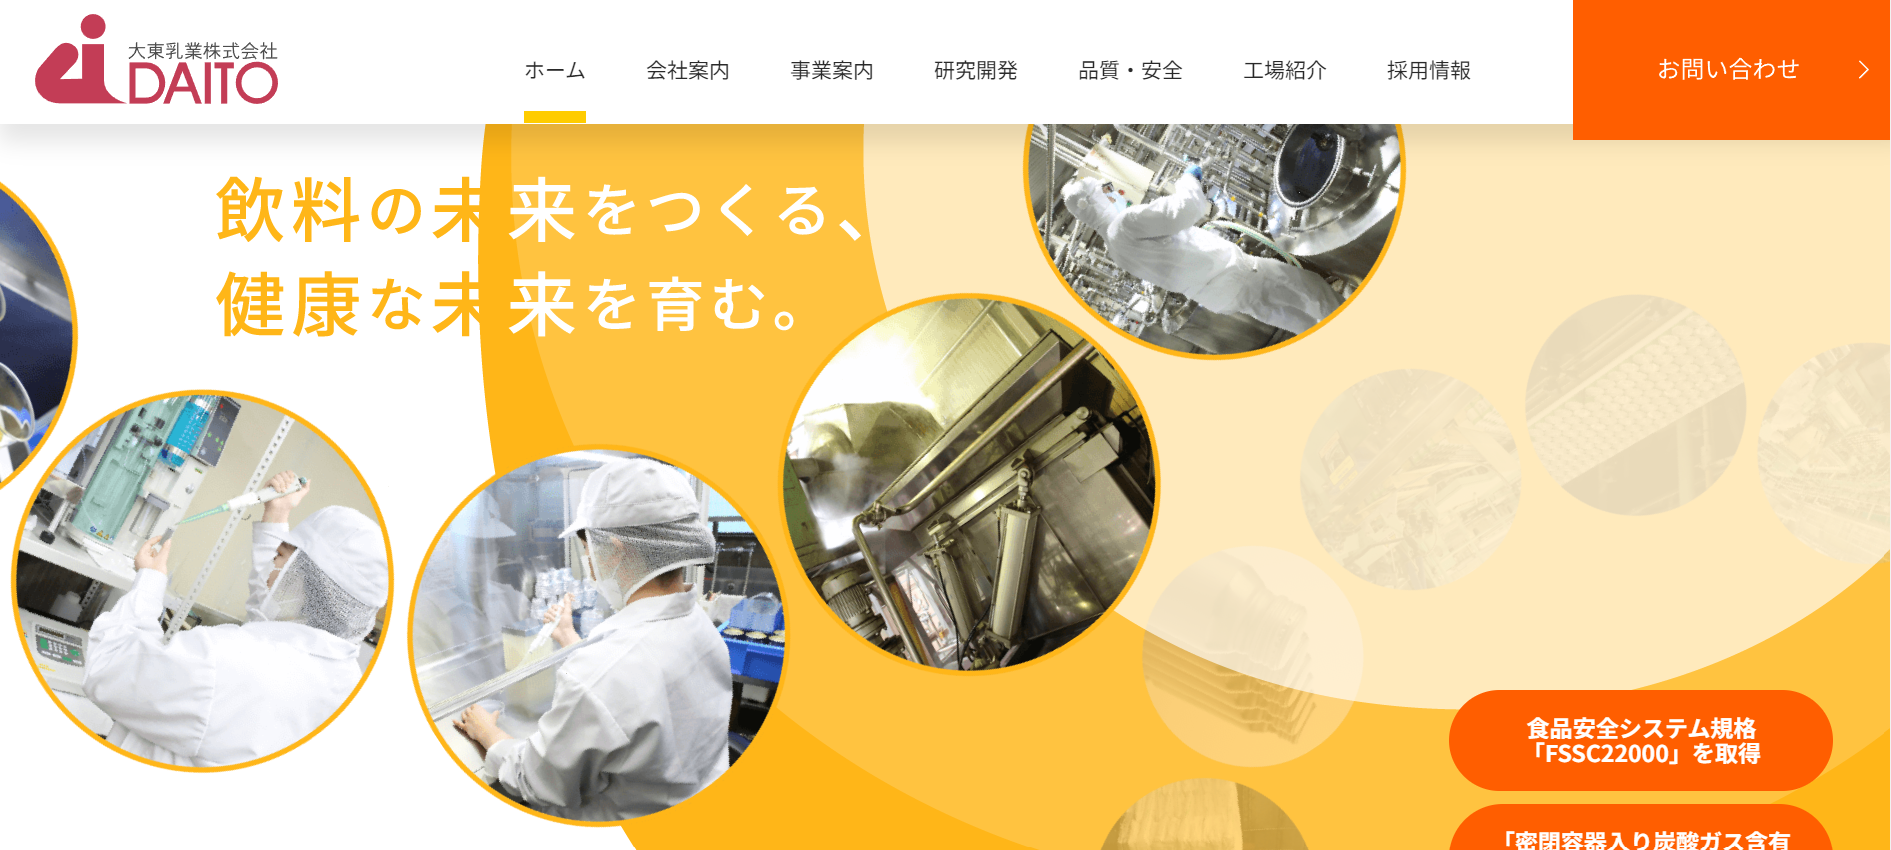 大東乳業株式会社
DAITO
ホーム
会社案内
事業案内
研究開発
品質・安全
工場紹介
採用情報
お問い合わせ
飲料の未来をつくる、
健康な未来を育む。
食品安全システム規格
「FSSC22000」を取得
「密閉容器入り炭酸ガス含有